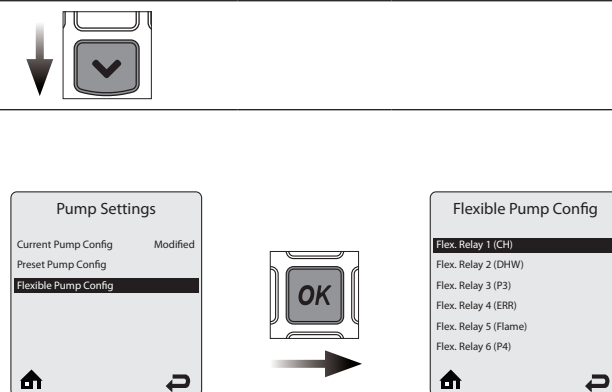 Pump Settings
Current Pump Config Modified
Preset Pump Config
Flexible Pump Config
OK
Flexible Pump Config
Flex. Relay 1 (CH)
Flex. Relay 2 (DHW)
Flex. Relay 3 (P3)
Flex. Relay 4 (ERR)
Flex. Relay 5 (Flame)
Flex. Relay 6 (P4)